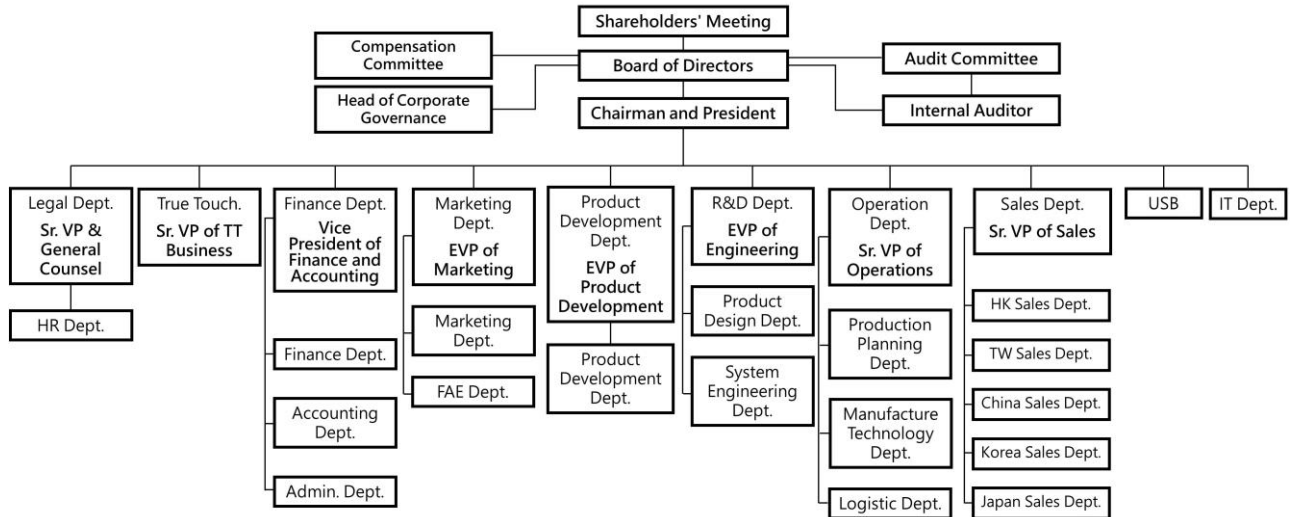 Shareholders' Meeting
Compensation
Committee
Board of Directors
Audit Committee
Head of Corporate
Governance
Chairman and President
Internal Auditor
Legal Dept.
Sr. VP &
General
Counsel
HR Dept.
True Touch.
Sr. VP of TT
Business
Finance Dept.
Vice
President of
Finance and
Accounting
Finance Dept.
Accounting
Dept.
Admin. Dept.
Marketing
Dept.
EVP of
Marketing
Marketing
Dept.
FAE Dept.
Product
Development
Dept.
EVP of
Product
Development
Product
Development
Dept.
R&D Dept.
EVP of
Engineering
Product
Design Dept.
System
Engineering
Dept.
Operation
Dept.
Sr. VP of
Operations
Production
Planning
Dept.
Manufacture
Technology
Dept.
Logistic Dept.
Sales Dept.
Sr. VP of Sales
HK Sales Dept.
TW Sales Dept.
China Sales Dept.
Korea Sales Dept.
Japan Sales Dept.
USB
IT Dept.